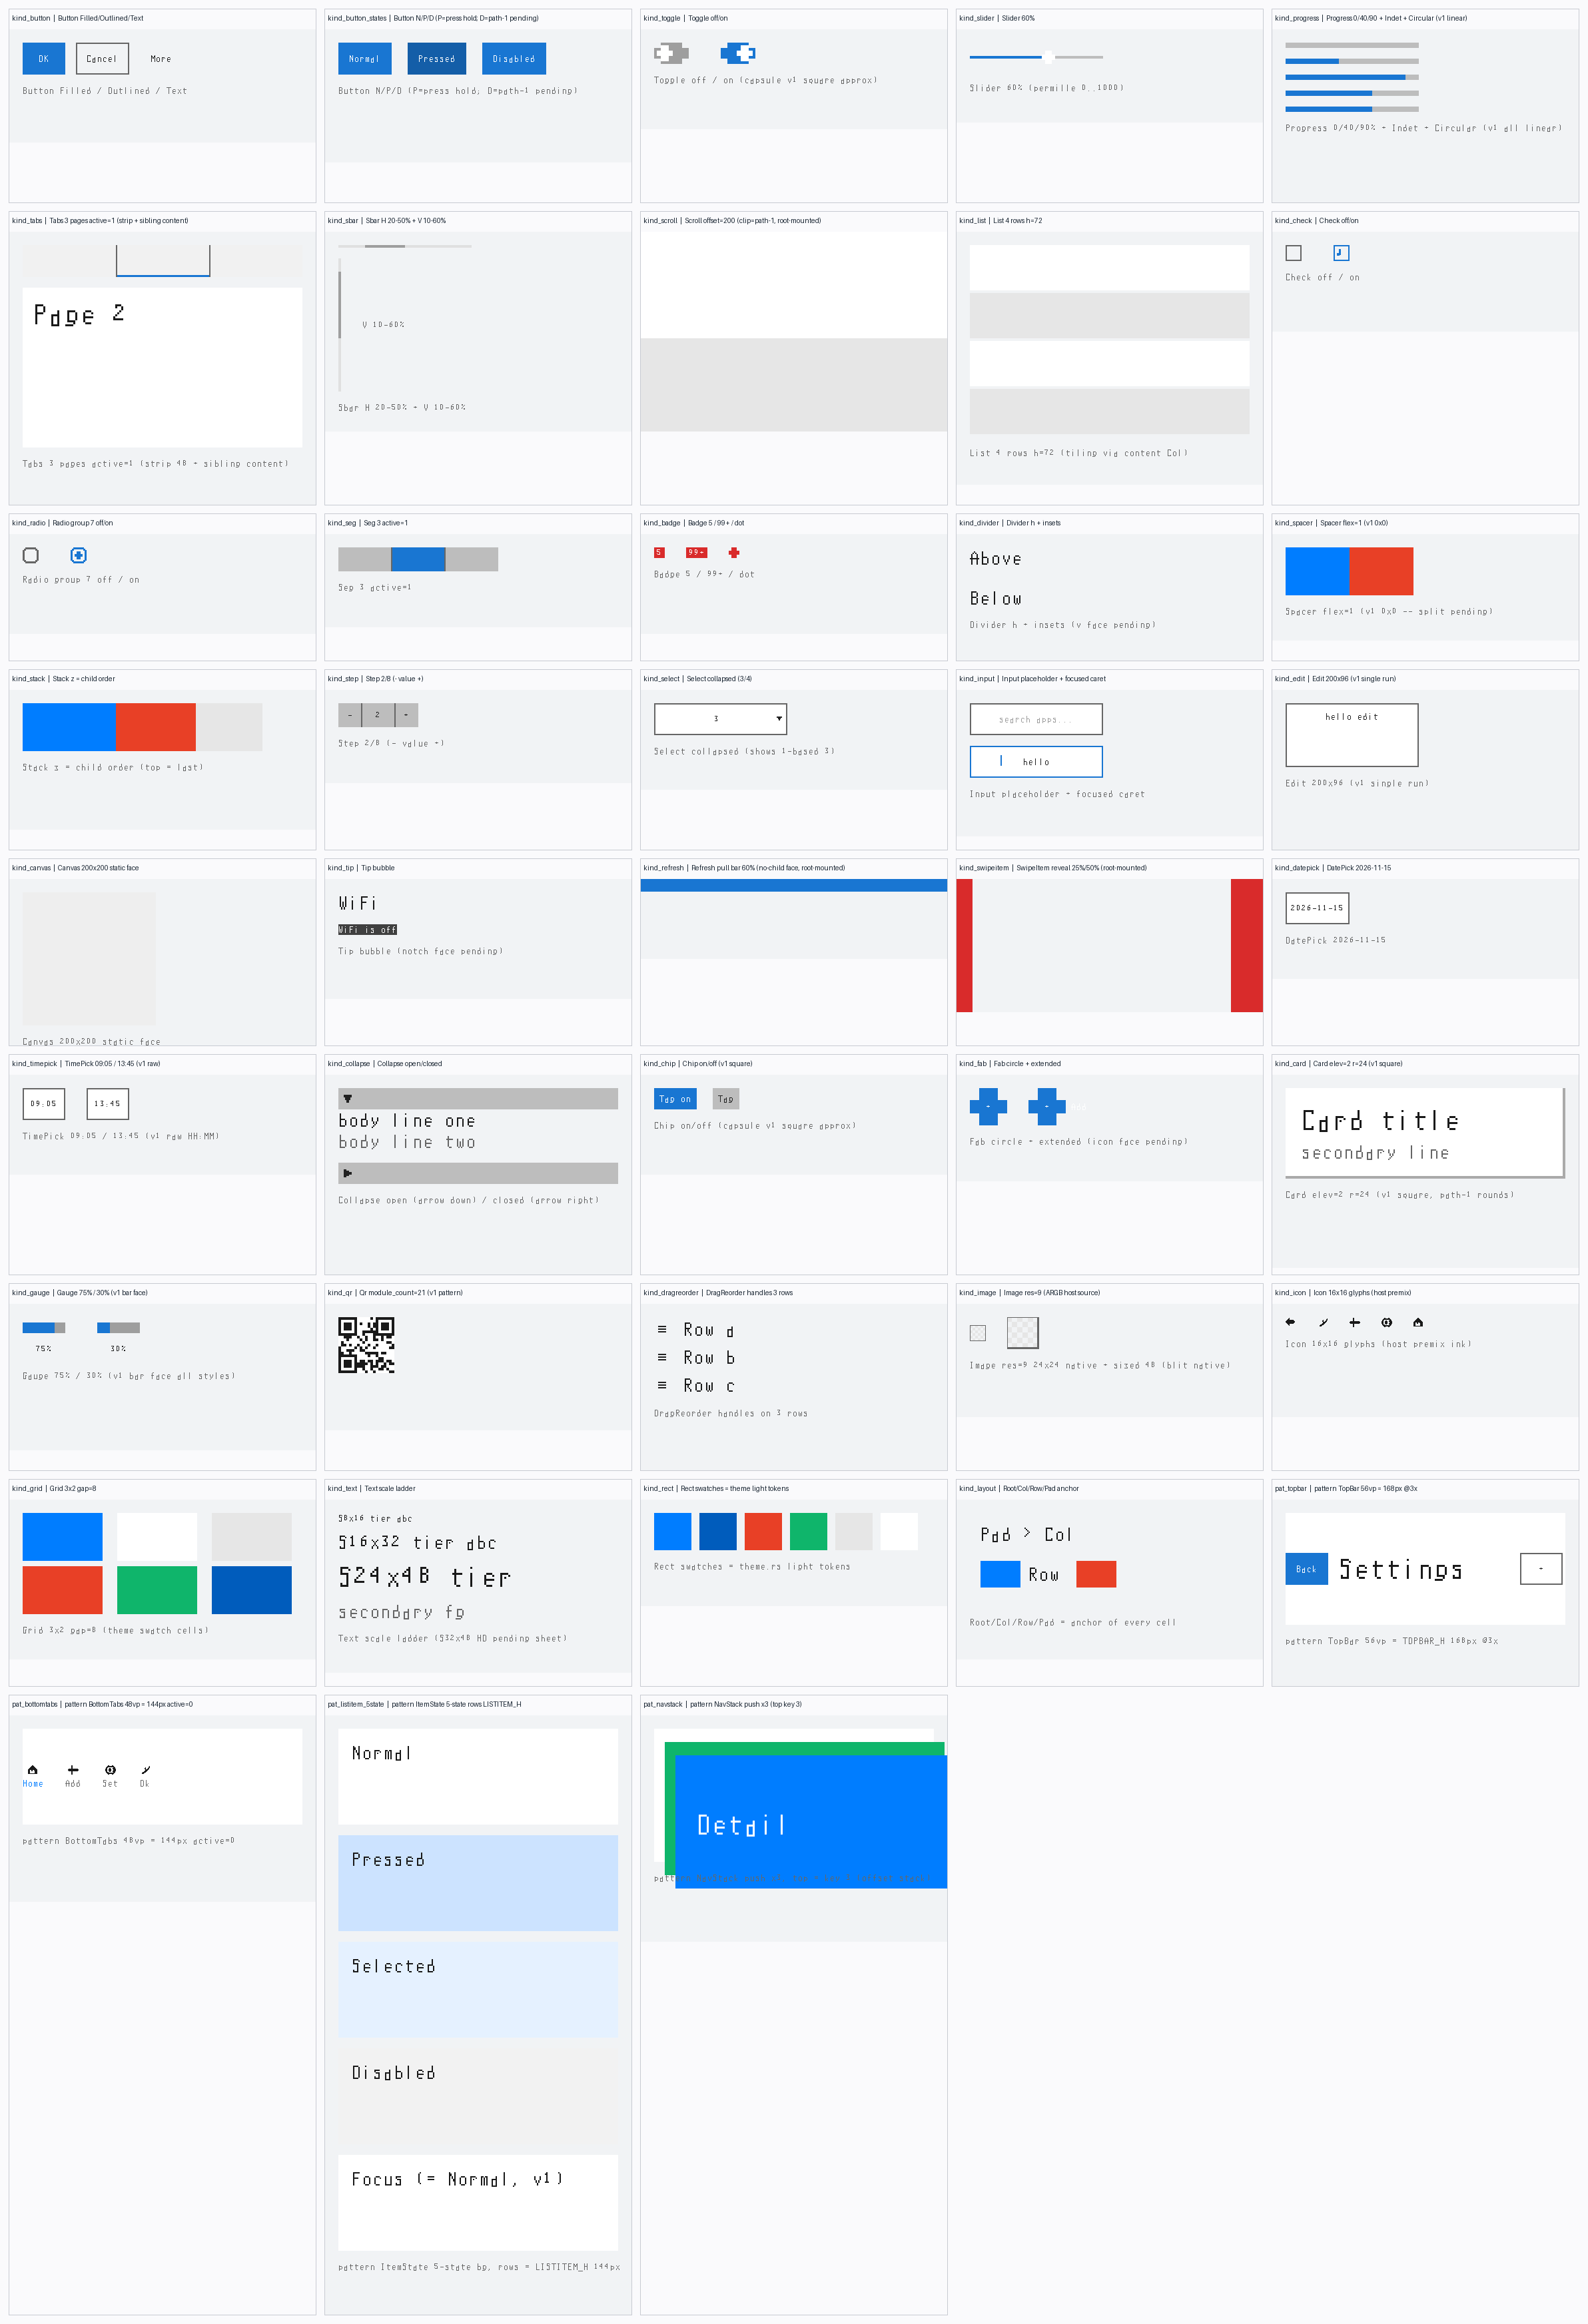 kind_button | Button Filled/Outlined/Text
OK
Cancel
More
Button Filled / Outlined / Text
kind_button_states | Button N/P/D (P=press hold; D=path-1 pending)
Normal
Pressed
Disabled
Button N/P/D (P=press hold; D=path-1 pending)
kind_toggle | Toggle off/on
Toggle off / on (capsule v1 square approx)
kind_slider | Slider 60%
Slider 60% (permille 0..1000)
kind_progress | Progress 0/40/90 + Indet + Circular (v1 linear)
Progress 0/40/90% + Indet + Circular (v1 all linear)
kind_tabs | Tabs 3 pages active=1 (strip + sibling content)
Page 2
Tabs 3 pages active=1 (strip 48 + sibling content)
kind_sbar | Sbar H 20-50% + V 10-60%
V 10-60%
Sbar H 20-50% + V 10-60%
kind_scroll | Scroll offset=200 (clip=path-1, root-mounted)
kind_list | List 4 rows h=72
List 4 rows h=72 (tiling via content Col)
kind_check | Check off/on
Check off / on
kind_radio | Radio group 7 off/on
Radio group 7 off / on
kind_seg | Seg 3 active=1
Seg 3 active=1
kind_badge | Badge 5 / 99+ / dot
5
99+
Badge 5 / 99+ / dot
kind_divider | Divider h + insets
Above
Below
Divider h + insets (v face pending)
kind_spacer | Spacer flex=1 (v1 0x0)
Spacer flex=1 (v1 0x0 -- split pending)
kind_stack | Stack z = child order
Stack z = child order (top = last)
kind_step | Step 2/8 (- value +)
-
2
+
Step 2/8 (- value +)
kind_select | Select collapsed (3/4)
3
Select collapsed (shows 1-based 3)
kind_input | Input placeholder + focused caret
search apps...
hello
Input placeholder + focused caret
kind_edit | Edit 200x96 (v1 single run)
hello edit
Edit 200x96 (v1 single run)
kind_canvas | Canvas 200x200 static face
Canvas 200x200 static face
kind_tip | Tip bubble
WiFi
WiFi is off
Tip bubble (notch face pending)
kind_refresh | Refresh pull bar 60% (no-child face, root-mounted)
kind_swipeitem | SwipeItem reveal 25%/50% (root-mounted)
kind_datepick | DatePick 2026-11-15
2026-11-15
DatePick 2026-11-15
kind_timepick | TimePick 09:05 / 13:45 (v1 raw)
09:05
13:45
TimePick 09:05 / 13:45 (v1 raw HH:MM)
kind_collapse | Collapse open/closed
body line one
body line two
Collapse open (arrow down) / closed (arrow right)
kind_chip | Chip on/off (v1 square)
Tap on
Tap
Chip on/off (capsule v1 square approx)
kind_fab | Fab circle + extended
+
+
Fab circle + extended (icon face pending)
kind_card | Card elev=2 r=24 (v1 square)
Card title
secondary line
Card elev=2 r=24 (v1 square, path-1 rounds)
kind_gauge | Gauge 75% / 30% (v1 bar face)
75%
30%
Gauge 75% / 30% (v1 bar face all styles)
kind_qr | Qr module_count=21 (v1 pattern)
kind_dragreorder | DragReorder handles 3 rows
Row a
Row b
Row c
DragReorder handles on 3 rows
kind_image | Image res=9 (ARGB host source)
Image res=9 24x24 native + sized 48 (blit native)
kind_icon | Icon 16x16 glyphs (host premix)
Icon 16x16 glyphs (host premix ink)
kind_grid | Grid 3x2 gap=8
Grid 3x2 gap=8 (theme swatch cells)
kind_text | Text scale ladder
S8x16 tier abc
S16x32 tier abc
S24x48 tier
secondary fg
Text scale ladder (S32x48 HD pending sheet)
kind_rect | Rect swatches = theme light tokens
Rect swatches = theme.rs light tokens
kind_layout | Root/Col/Row/Pad anchor
Pad > Col
Row
Root/Col/Row/Pad = anchor of every cell
pat_topbar | pattern TopBar 56vp = 168px @3x
Back
Settings
+
pattern TopBar 56vp = TOPBAR_H 168px @3x
pat_bottomtabs | pattern BottomTabs 48vp = 144px active=0
Home
Add
Set
Ok
pattern BottomTabs 48vp = 144px active=0
pat_listitem_5state | pattern ItemState 5-state rows LISTITEM_H
Normal
Pressed
Selected
Disabled
Focus (= Normal, v1)
pattern ItemState 5-state bg, rows = LISTITEM_H 144px
pat_navstack | pattern NavStack push x3 (top key 3)
Detail